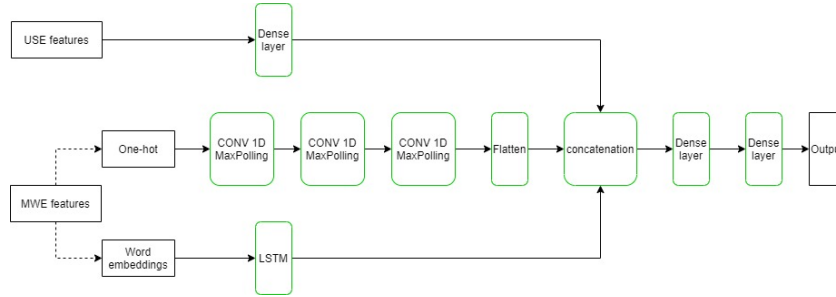 USE features
Dense
layer
One-hot
CONV 1D
MaxPolling
CONV 1D
MaxPolling
CONV 1D
MaxPolling
Flatten
concatenation
Dense
layer
Dense
layer
Output
MWE features
Word
embeddings
LSTM